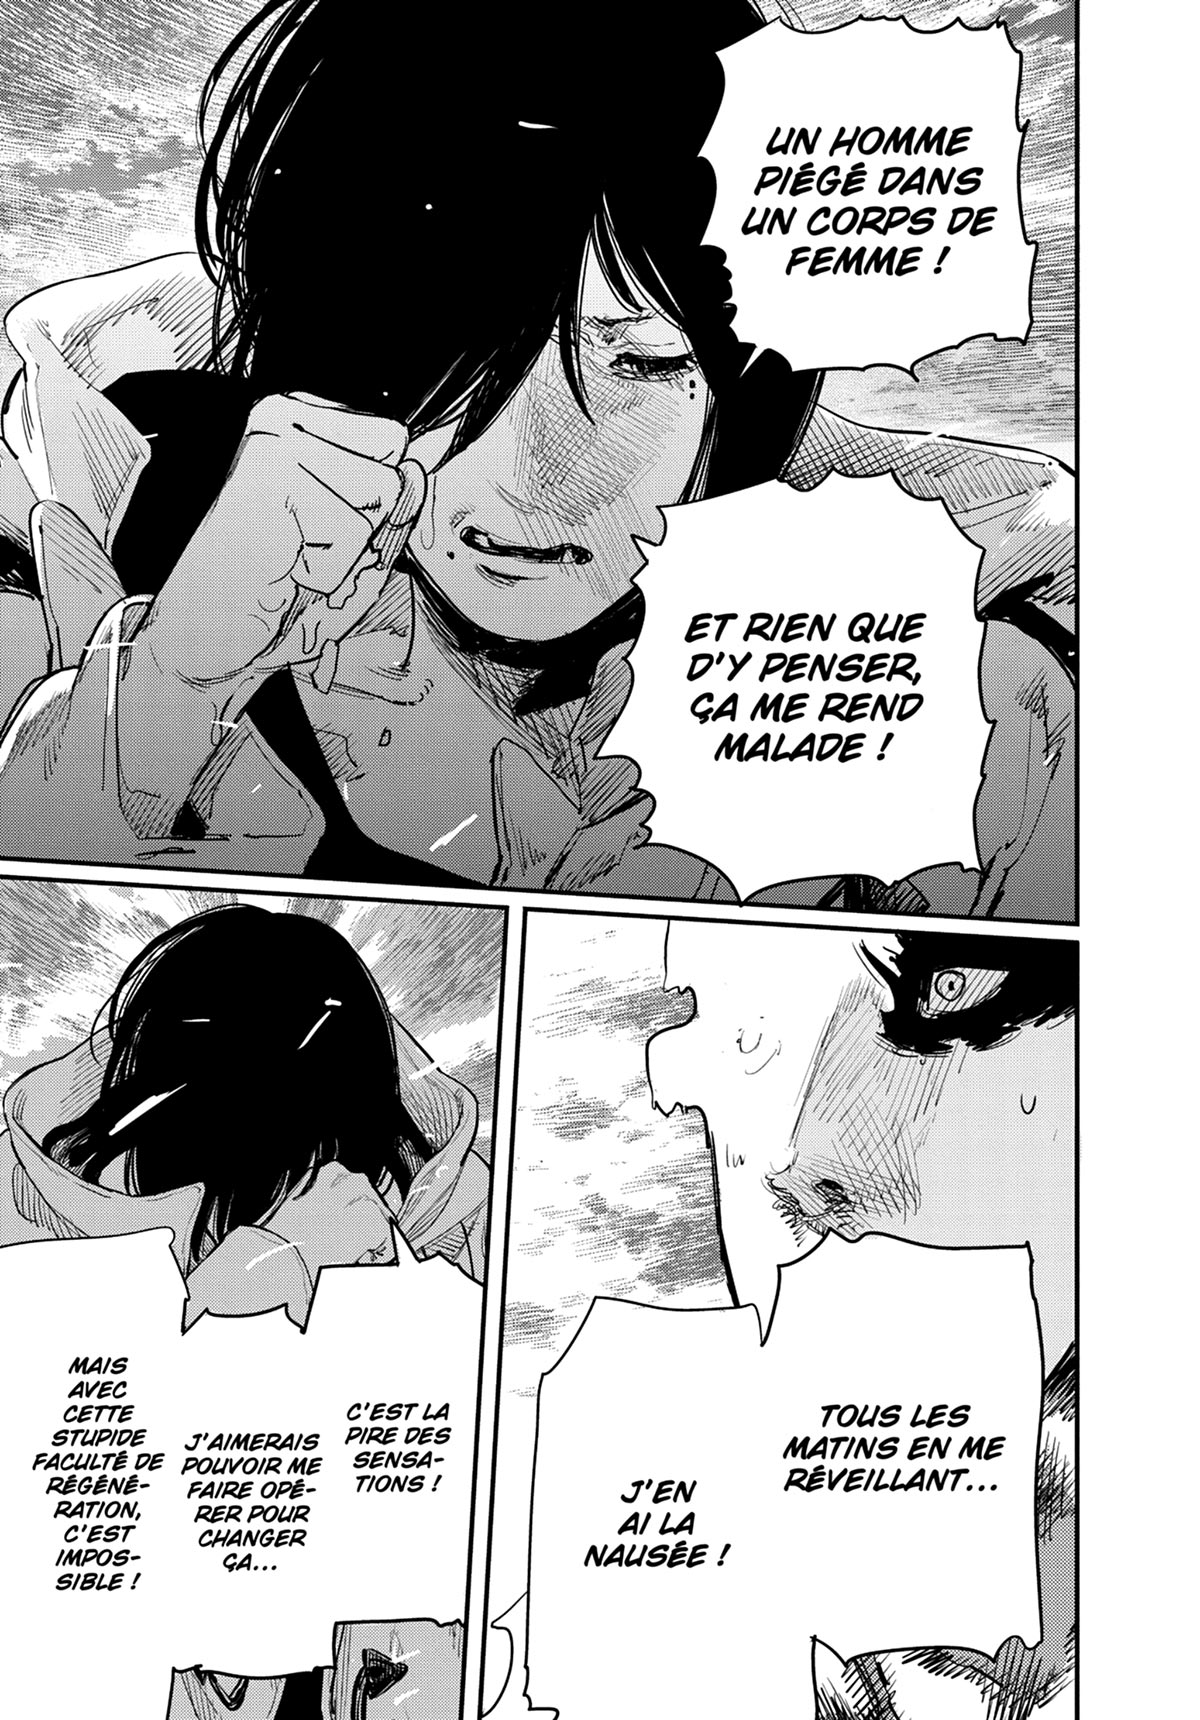 UN HOMME
PIÉGÉ DANS
UN CORPS DE
FEMME !
ET RIEN QUE
D'Y PENSER,
ÇA ME REND
MALADE !
TOUS LES
MATINS EN ME
RÉVEILLANT...
J'EN
AI LA
NAUSÉE !
C'EST LA
PIRE DES
SENSA-
TIONS !
J'AIMERAIS
POUVOIR ME
FAIRE OPÉ-
RER POUR
CHANGER
ÇA...
MAIS
AVEC
CETTE
STUPIDE
FACULTÉ DE
RÉGÉNÉ-
RATION,
C'EST
IMPOS-
SIBLE !